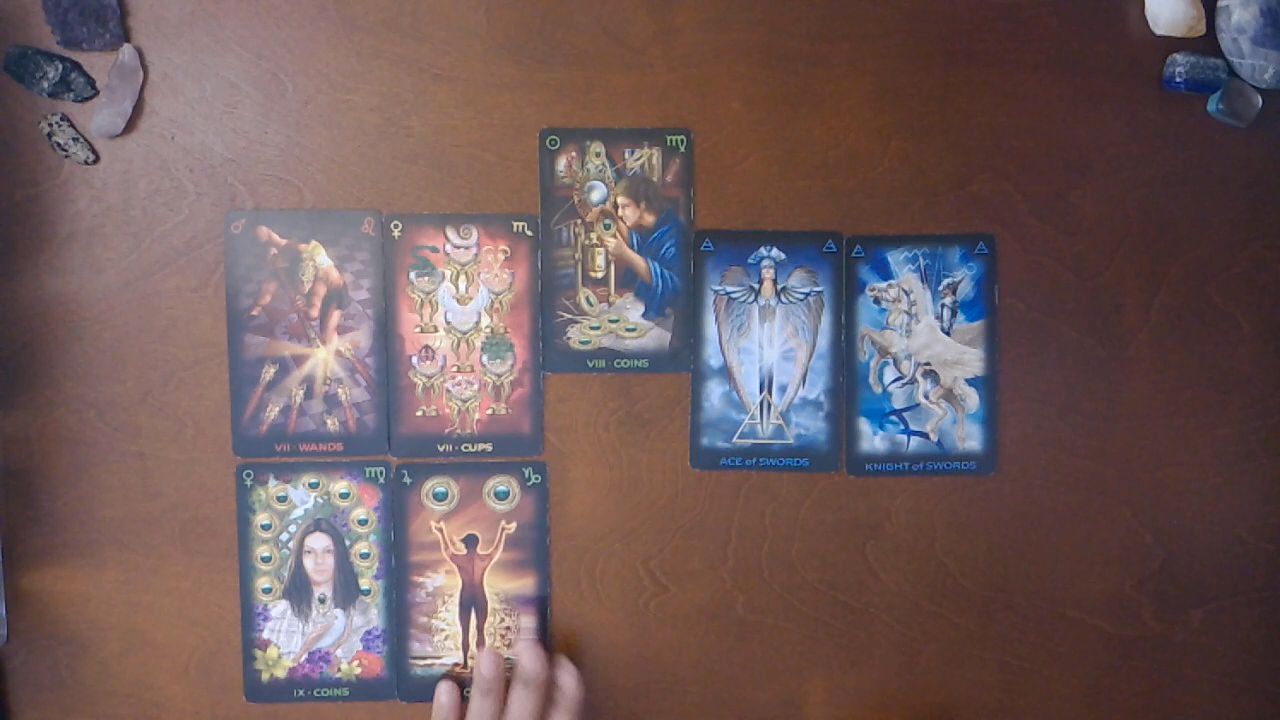 VIII · COINS
VII · WANDS
VII · CUPS
ACE of SWORDS
KNIGHT of SWORDS
IX · COINS